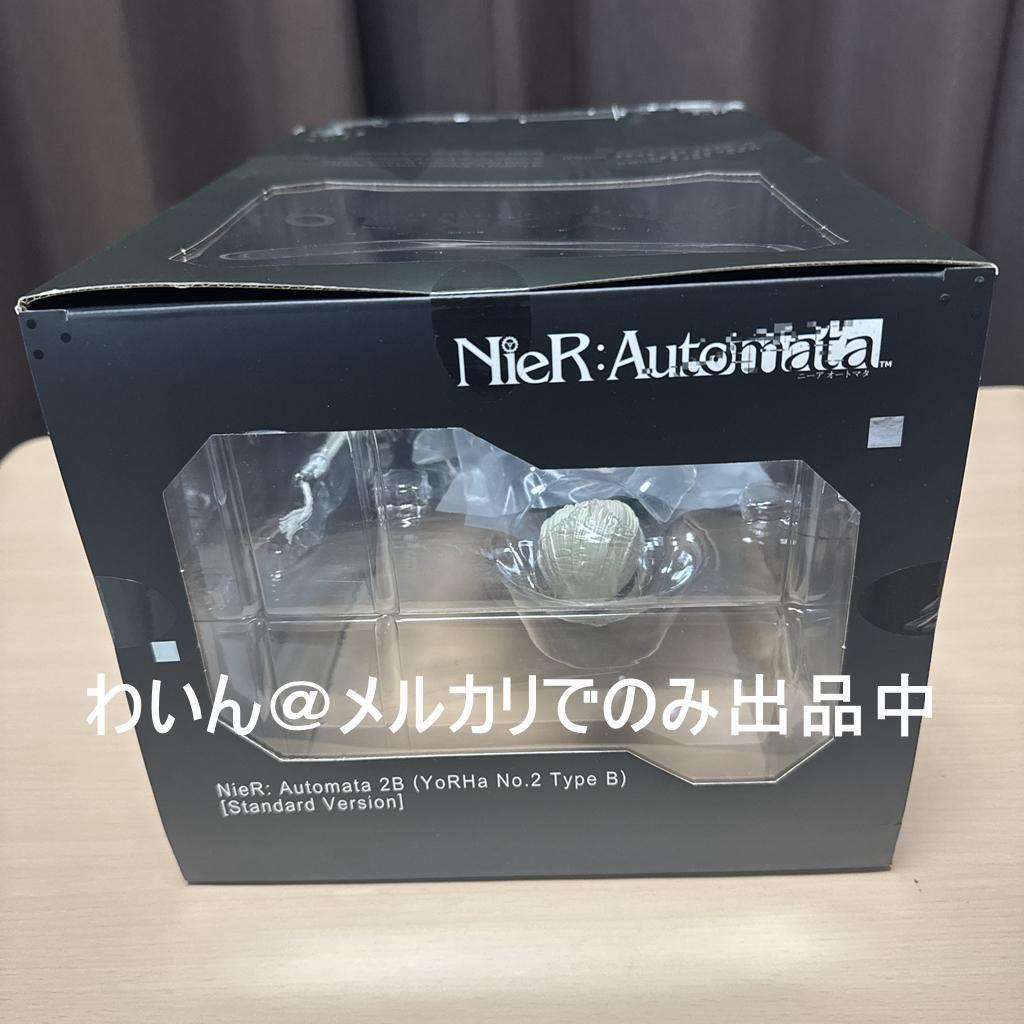 NieR:Automata™
ニーア オートマタ
わいん@メルカリでのみ出品中
NieR: Automata 2B (YoRHa No.2 Type B)
[Standard Version]